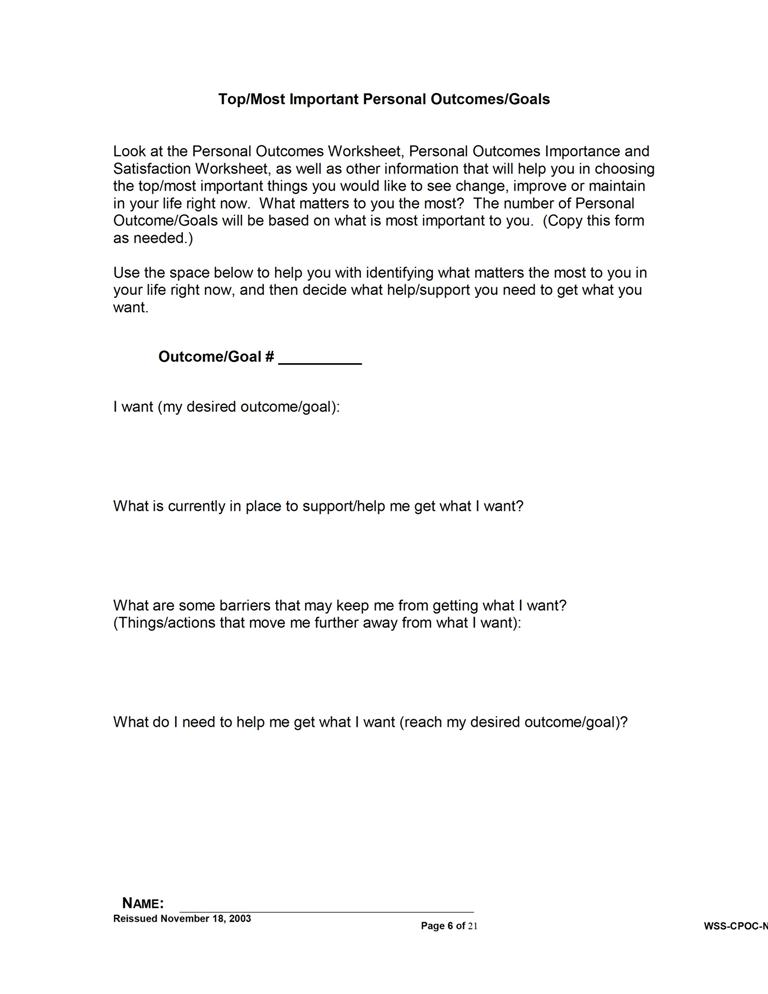 Top/Most Important Personal Outcomes/Goals
Look at the Personal Outcomes Worksheet, Personal Outcomes Importance and
Satisfaction Worksheet, as well as other information that will help you in choosing
the top/most important things you would like to see change, improve or maintain
in your life right now.  What matters to you the most?  The number of Personal
Outcome/Goals will be based on what is most important to you.  (Copy this form
as needed.)
Use the space below to help you with identifying what matters the most to you in
your life right now, and then decide what help/support you need to get what you
want.
Outcome/Goal # __________
I want (my desired outcome/goal):
What is currently in place to support/help me get what I want?
What are some barriers that may keep me from getting what I want?
(Things/actions that move me further away from what I want):
What do I need to help me get what I want (reach my desired outcome/goal)?
NAME:
Reissued November 18, 2003
Page 6 of 21
WSS-CPOC-N